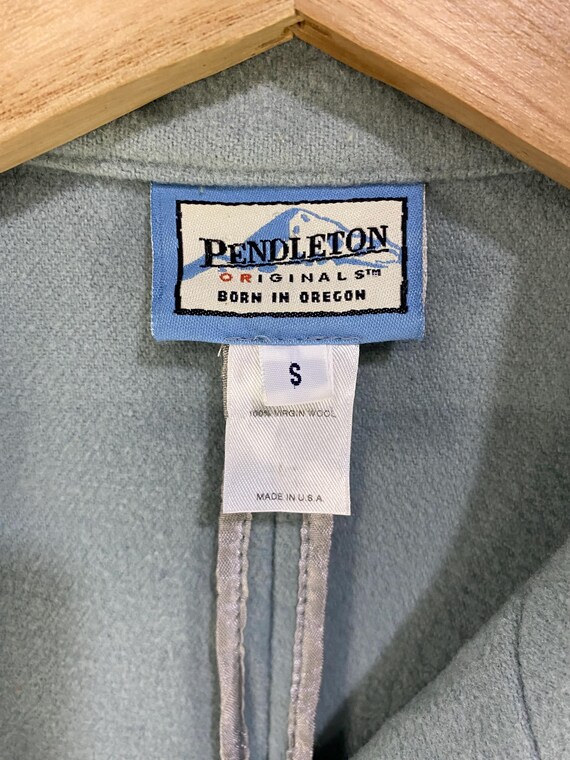 PENDLETON
ORIGINALS™
BORN IN OREGON
S
100% VIRGIN WOOL
MADE IN U.S.A.